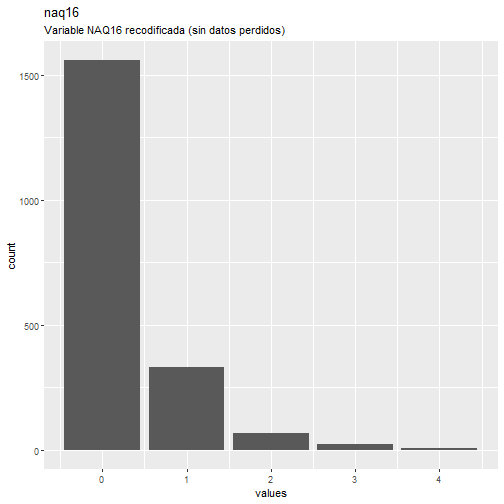 naq16
Variable NAQ16 recodificada (sin datos perdidos)
1500
1000
500
0
count
0 1 2 3 4
values